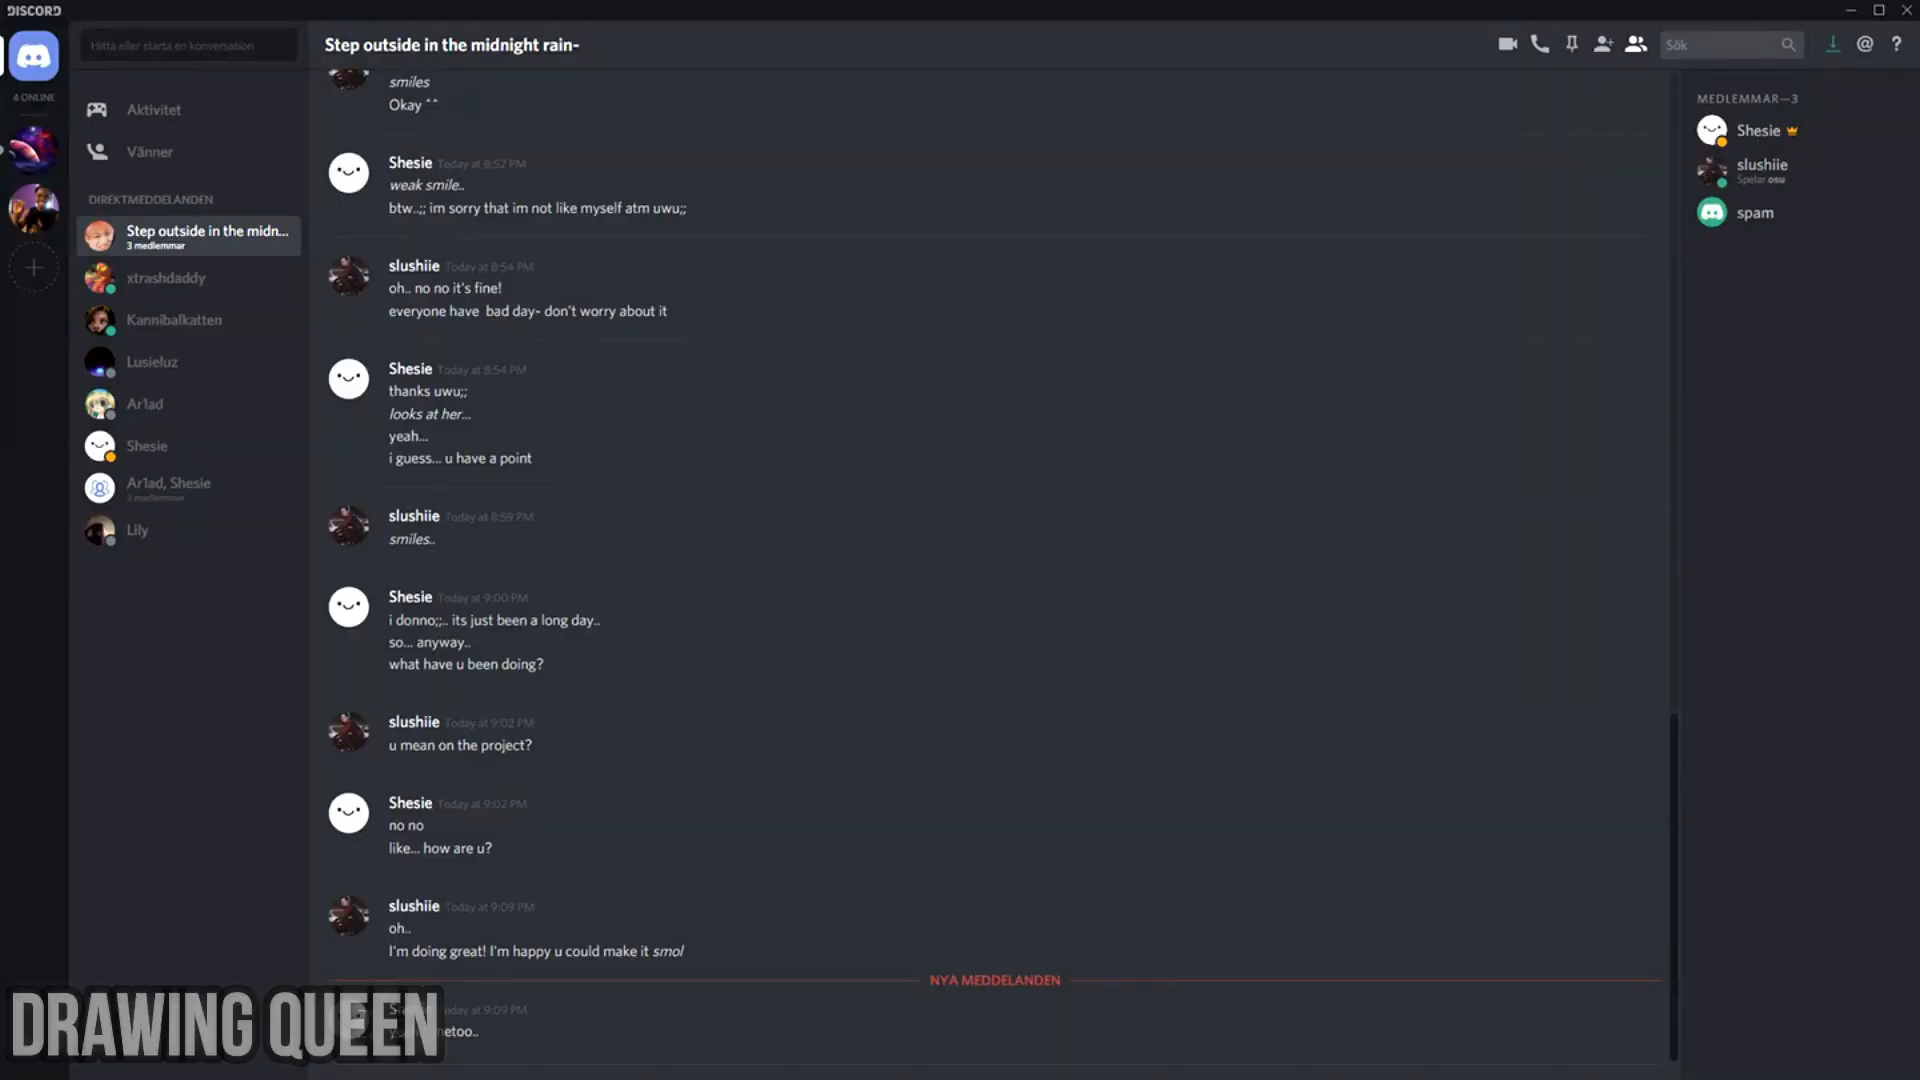 DISCORD
Hitta eller starta en konversation
Step outside in the midnight rain-
Sök
4 ONLINE
Aktivitet
Vänner
DIREKTMEDDELANDEN
Step outside in the midn...
3 medlemmar
xtrashdaddy
Kannibalkatten
Lusieluz
Ar1ad
Shesie
Ar1ad, Shesie
3 medlemmar
Lily
smiles
Okay ^^
Shesie Today at 8:52 PM
weak smile..
btw..;; im sorry that im not like myself atm uwu;;
slushiie Today at 8:54 PM
oh.. no no it's fine!
everyone have bad day- don't worry about it
Shesie Today at 8:54 PM
thanks uwu;;
looks at her...
yeah...
i guess... u have a point
slushiie Today at 8:59 PM
smiles..
Shesie Today at 9:00 PM
i donno;;.. its just been a long day..
so... anyway..
what have u been doing?
slushiie Today at 9:02 PM
u mean on the project?
Shesie Today at 9:02 PM
no no
like... how are u?
slushiie Today at 9:09 PM
oh..
I'm doing great! I'm happy u could make it smol
NYA MEDDELANDEN
Today at 9:09 PM
metoo..
MEDLEMMAR—3
Shesie
slushiie
Spelar osu
spam
DRAWING QUEEN